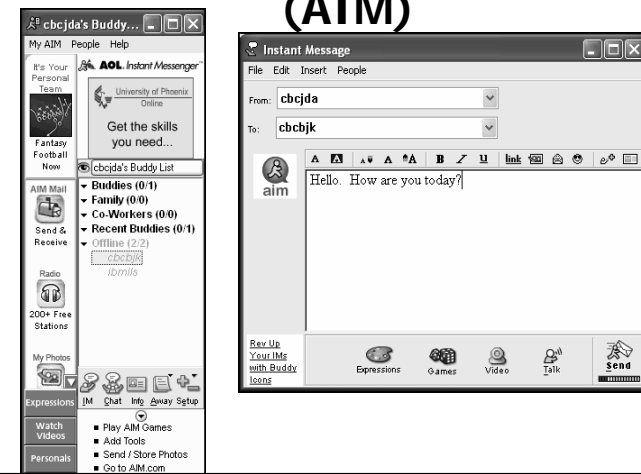 (AIM)
cbcjda's Buddy...
My AIM People Help
It's Your
Personal
Team
Fantasy
Football
Now
AIM Mail
Send &
Receive
Radio
200+ Free
Stations
My Photos
Expressions
Watch
Videos
Personals
AOL Instant Messenger
University of Phoenix
Online
Get the skills
you need...
cbcjda's Buddy List
Buddies (0/1)
Family (0/0)
Co-Workers (0/0)
Recent Buddies (0/1)
Offline (2/2)
cbcbjk
ibmlls
IM Chat Info Away Setup
Play AIM Games
Add Tools
Send / Store Photos
Go to AIM.com
Instant Message
File Edit Insert People
From: cbcjda
To: cbcbjk
A A A A A B I U link
aim
Hello. How are you today?
Rev Up
Your IMs
with Buddy
Icons
Expressions Games Video Talk Send